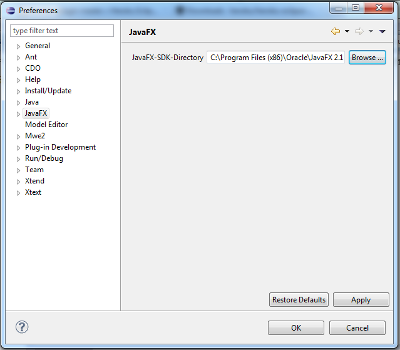 Preferences
type filter text
General
Ant
CDO
Help
Install/Update
Java
JavaFX
Model Editor
Mwe2
Plug-in Development
Run/Debug
Team
Xtend
Xtext
JavaFX
JavaFX-SDK-Directory C:\Program Files (x86)\Oracle\JavaFX 2.1 Browse ...
Restore Defaults Apply
? OK Cancel